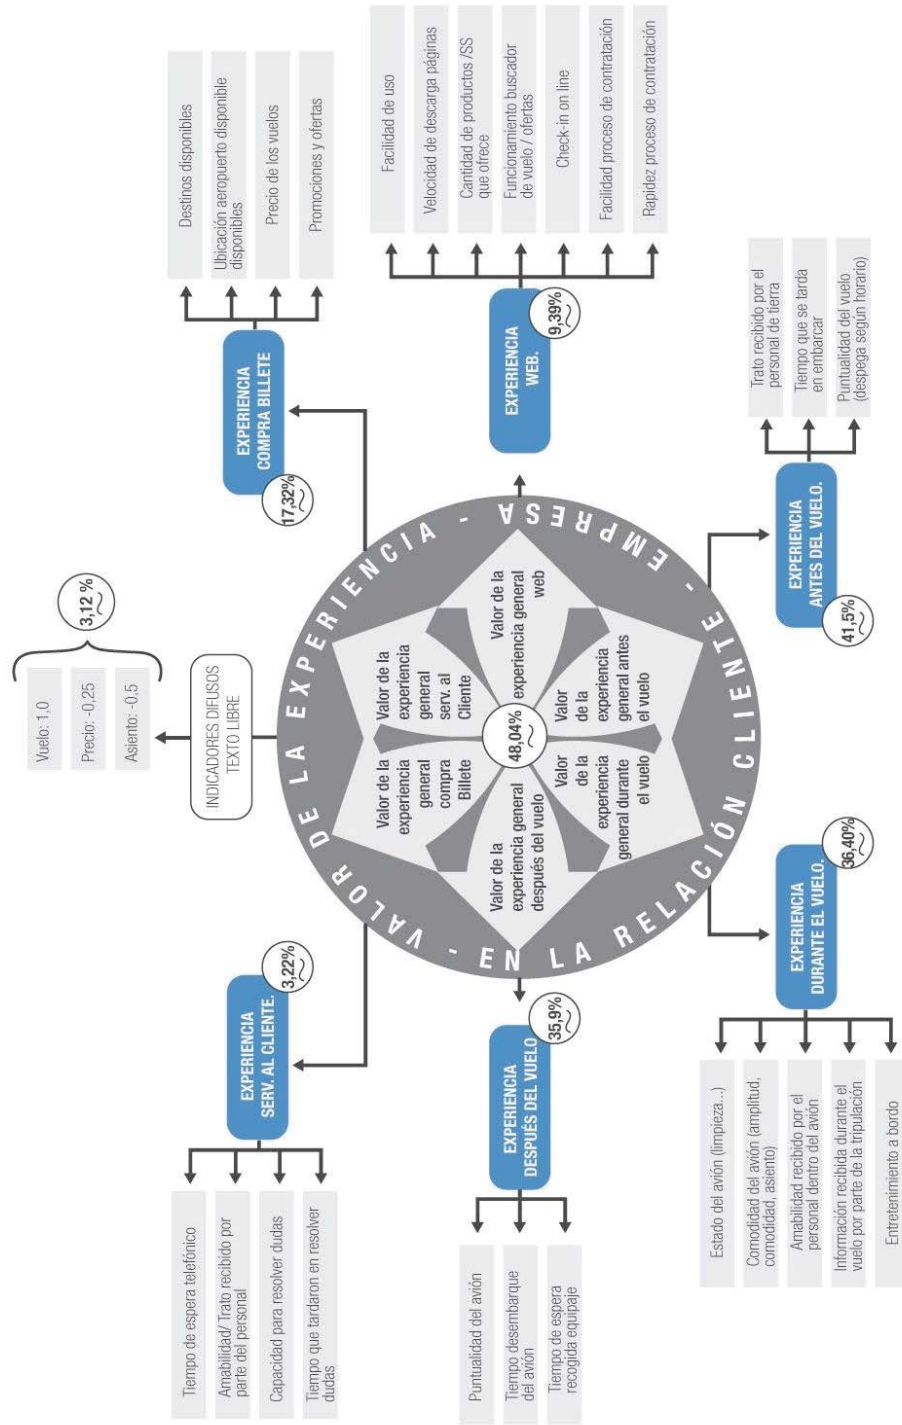 Vuelo: 1,0
Precio: -0,25
Asiento: -0,5
3,12 %
INDICADORES DIFUSOS
TEXTO LIBRE
Tiempo de espera telefónico
Amabilidad/ Trato recibido por
parte del personal
Capacidad para resolver dudas
Tiempo que tardaron en resolver
dudas
EXPERIENCIA
SERV. AL CLIENTE.
3,22%
17,32%
EXPERIENCIA
COMPRA BILLETE
Destinos disponibles
Ubicación aeropuerto disponible
disponibles
Precio de los vuelos
Promociones y ofertas
Puntualidad del avión
Tiempo desembarque
del avión
Tiempo de espera
recogida equipaje
EXPERIENCIA
DESPUÉS DEL VUELO
35,9%
VALOR DE LA EXPERIENCIA - EMPRESA
- EN LA RELACIÓN CLIENTE -
Valor de la
experiencia
general
compra
Billete
Valor de la
experiencia
general
serv. al
Cliente
Valor de la
experiencia general
después del vuelo
48,04%
Valor de la
experiencia general
web
Valor
de la
experiencia
general durante
el vuelo
Valor
de la
experiencia
general antes
el vuelo
EXPERIENCIA
WEB.
9,39%
Facilidad de uso
Velocidad de descarga páginas
Cantidad de productos /SS
que ofrece
Funcionamiento buscador
de vuelo / ofertas
Check-in on line
Facilidad proceso de contratación
Rapidez proceso de contratación
Estado del avión (limpieza...)
Comodidad del avión (amplitud,
comodidad, asiento)
Amabilidad recibido por el
personal dentro del avión
Información recibida durante el
vuelo por parte de la tripulación
Entretenimiento a bordo
EXPERIENCIA
DURANTE EL VUELO.
36,40%
41,5%
EXPERIENCIA
ANTES DEL VUELO.
Trato recibido por el
personal de tierra
Tiempo que se tarda
en embarcar
Puntualidad del vuelo
(despega según horario)